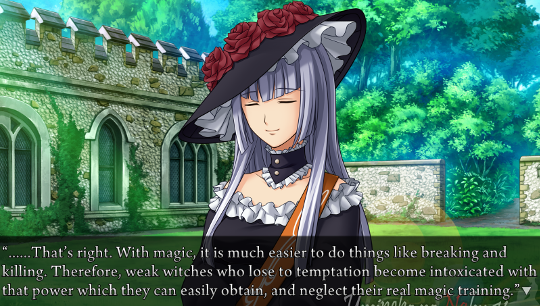 “......That's right. With magic, it is much easier to do things like breaking and
killing. Therefore, weak witches who lose to temptation become intoxicated with
that power which they can easily obtain, and neglect their real magic training.”